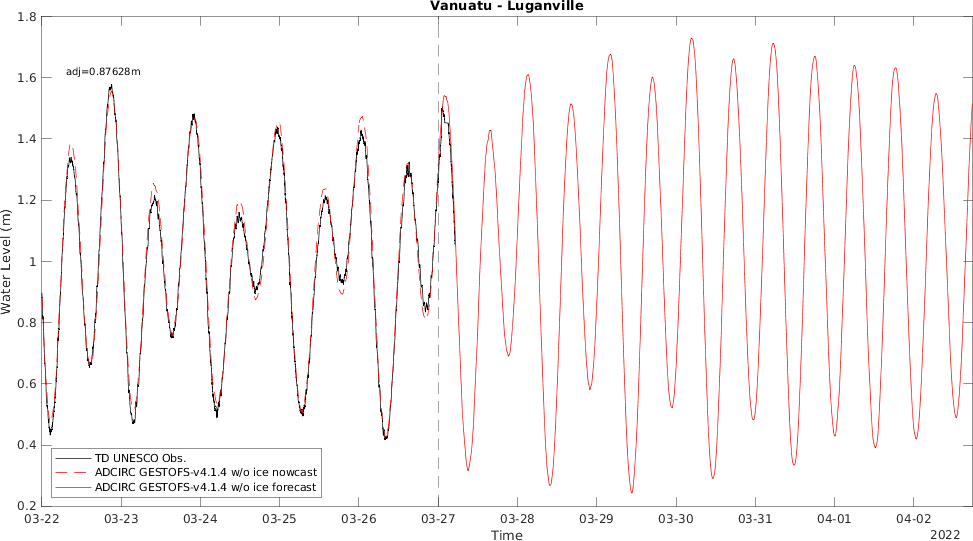 Vanuatu - Luganville
1.8
1.6
1.4
1.2
1
0.8
0.6
0.4
0.2
Water Level (m)
adj=0.87628m
TD UNESCO Obs.
ADCIRC GESTOFS-v4.1.4 w/o ice nowcast
ADCIRC GESTOFS-v4.1.4 w/o ice forecast
03-22 03-23 03-24 03-25 03-26 03-27 03-28 03-29 03-30 03-31 04-01 04-02
Time
2022